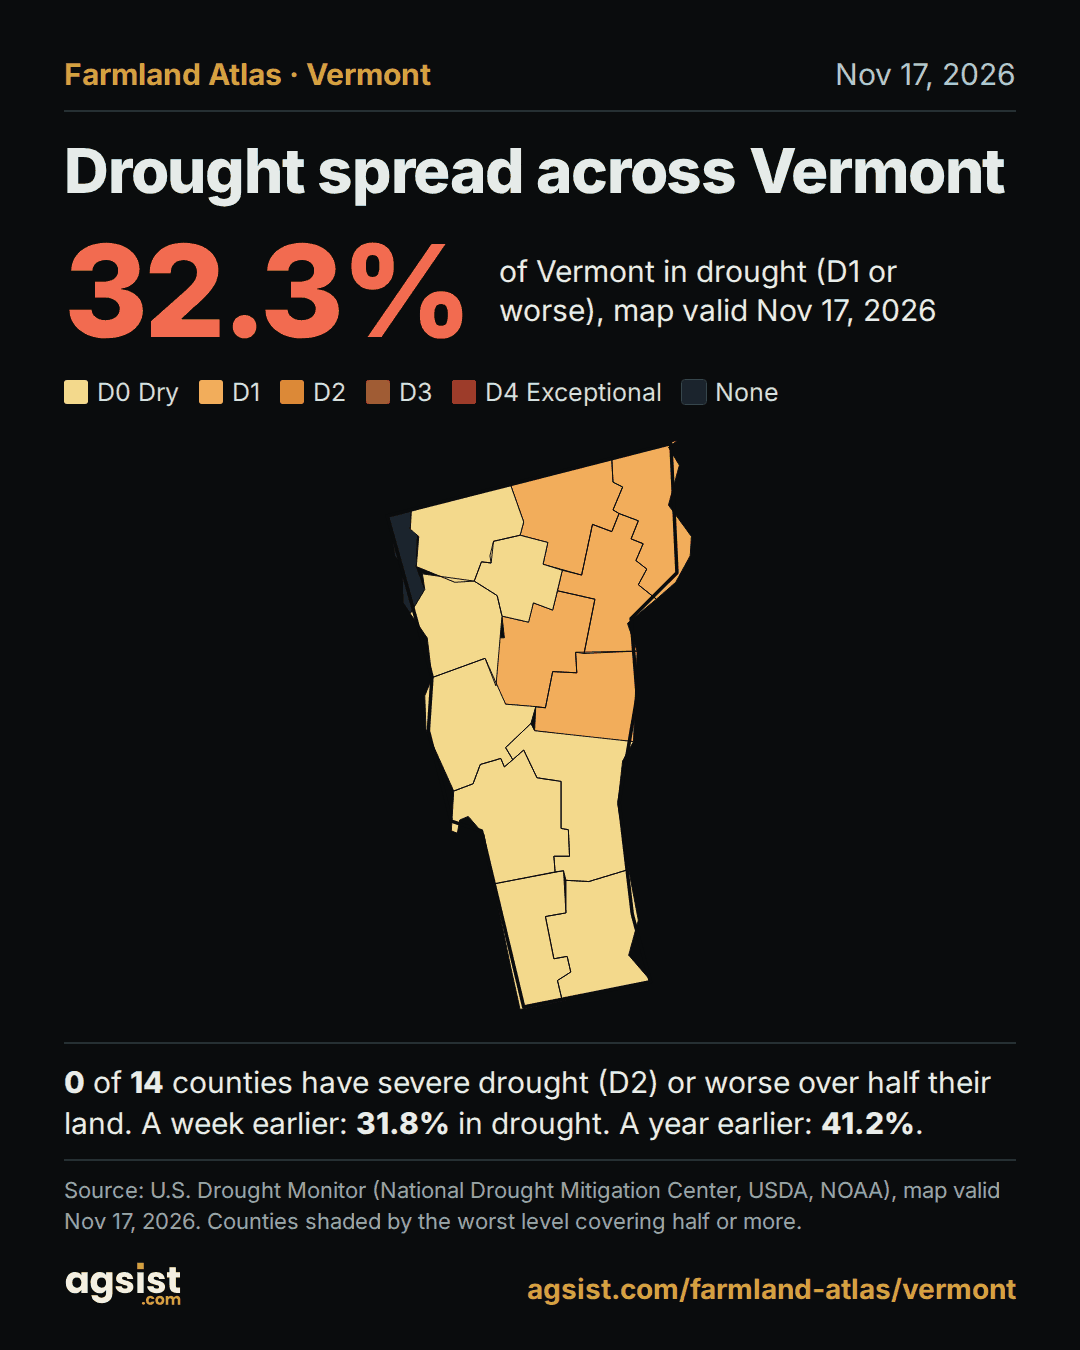 Farmland Atlas · Vermont
Nov 17, 2026
Drought spread across Vermont
32.3%
of Vermont in drought (D1 or
worse), map valid Nov 17, 2026
D0 Dry D1 D2 D3 D4 Exceptional None
0 of 14 counties have severe drought (D2) or worse over half their
land. A week earlier: 31.8% in drought. A year earlier: 41.2%.
Source: U.S. Drought Monitor (National Drought Mitigation Center, USDA, NOAA), map valid
Nov 17, 2026. Counties shaded by the worst level covering half or more.
agsist
.com
agsist.com/farmland-atlas/vermont